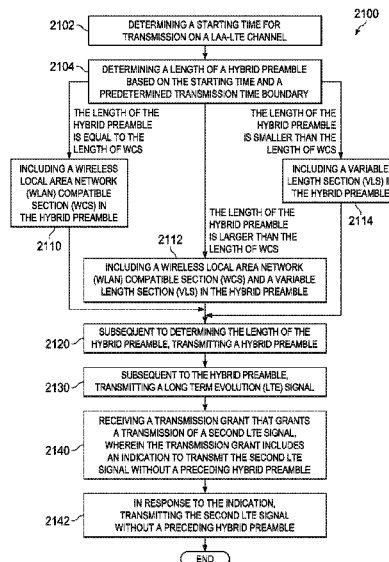 2100
2102
DETERMINING A STARTING TIME FOR
TRANSMISSION ON A LAA-LTE CHANNEL
2104
DETERMINING A LENGTH OF A HYBRID PREAMBLE
BASED ON THE STARTING TIME AND A
PREDETERMINED TRANSMISSION TIME BOUNDARY
THE LENGTH OF THE
HYBRID PREAMBLE
IS EQUAL TO THE
LENGTH OF WCS
THE LENGTH OF
THE HYBRID PREAMBLE
IS SMALLER THAN THE
LENGTH OF WCS
INCLUDING A WIRELESS
LOCAL AREA NETWORK
(WLAN) COMPATIBLE
SECTION (WCS) IN
THE HYBRID PREAMBLE
2110
INCLUDING A VARIABLE
LENGTH SECTION (VLS) IN
THE HYBRID PREAMBLE
2114
THE LENGTH OF THE
HYBRID PREAMBLE
IS LARGER THAN THE
LENGTH OF WCS
2112
INCLUDING A WIRELESS LOCAL AREA NETWORK
(WLAN) COMPATIBLE SECTION (WCS) AND A VARIABLE
LENGTH SECTION (VLS) IN THE HYBRID PREAMBLE
2120
SUBSEQUENT TO DETERMINING THE LENGTH OF THE
HYBRID PREAMBLE, TRANSMITTING A HYBRID PREAMBLE
2130
SUBSEQUENT TO THE HYBRID PREAMBLE,
TRANSMITTING A LONG TERM EVOLUTION (LTE) SIGNAL
2140
RECEIVING A TRANSMISSION GRANT THAT GRANTS
A TRANSMISSION OF A SECOND LTE SIGNAL,
WHEREIN THE TRANSMISSION GRANT INCLUDES
AN INDICATION TO TRANSMIT THE SECOND LTE
SIGNAL WITHOUT A PRECEDING HYBRID PREAMBLE
2142
IN RESPONSE TO THE INDICATION,
TRANSMITTING THE SECOND LTE SIGNAL
WITHOUT A PRECEDING HYBRID PREAMBLE
END